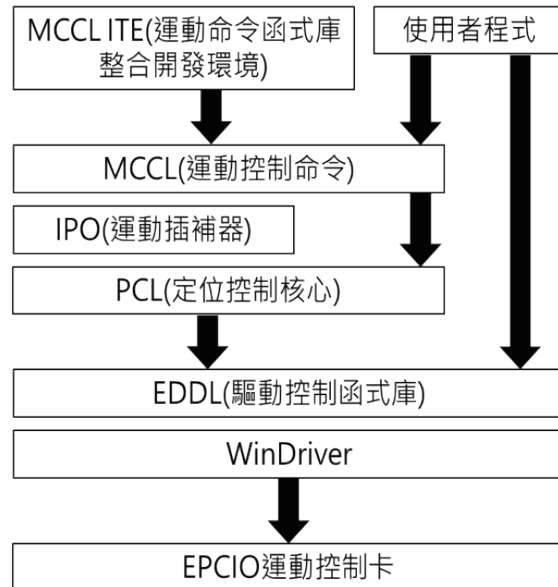 MCCL ITE(運動命令函式庫
整合開發環境)
使用者程式
MCCL(運動控制命令)
IPO(運動插補器)
PCL(定位控制核心)
EDDL(驅動控制函式庫)
WinDriver
EPCIO運動控制卡